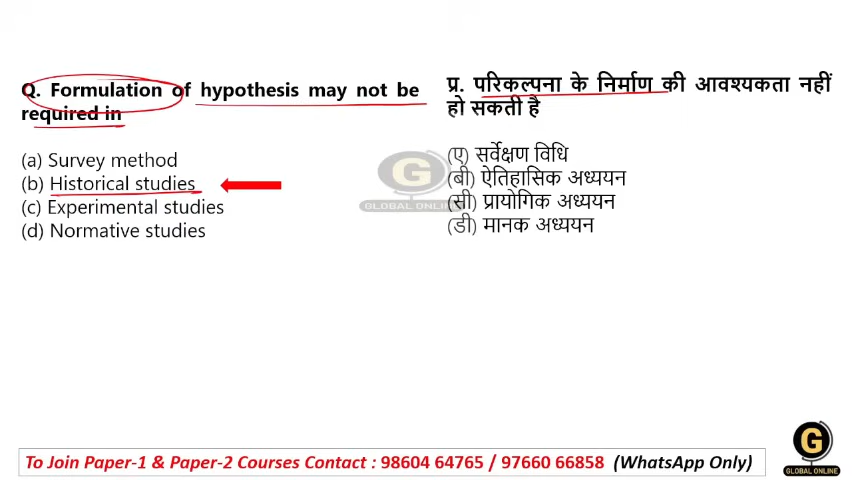 Q. Formulation of hypothesis may not be
required in
(a) Survey method
(b) Historical studies
(c) Experimental studies
(d) Normative studies
प्र. परिकल्पना के निर्माण की आवश्यकता नहीं
हो सकती है
(ए) सर्वेक्षण विधि
(बी) ऐतिहासिक अध्ययन
(सी) प्रायोगिक अध्ययन
(डी) मानक अध्ययन
G
GLOBAL ONLINE
To Join Paper-1 & Paper-2 Courses Contact : 98604 64765 / 97660 66858 (WhatsApp Only)
G
GLOBAL ONLINE